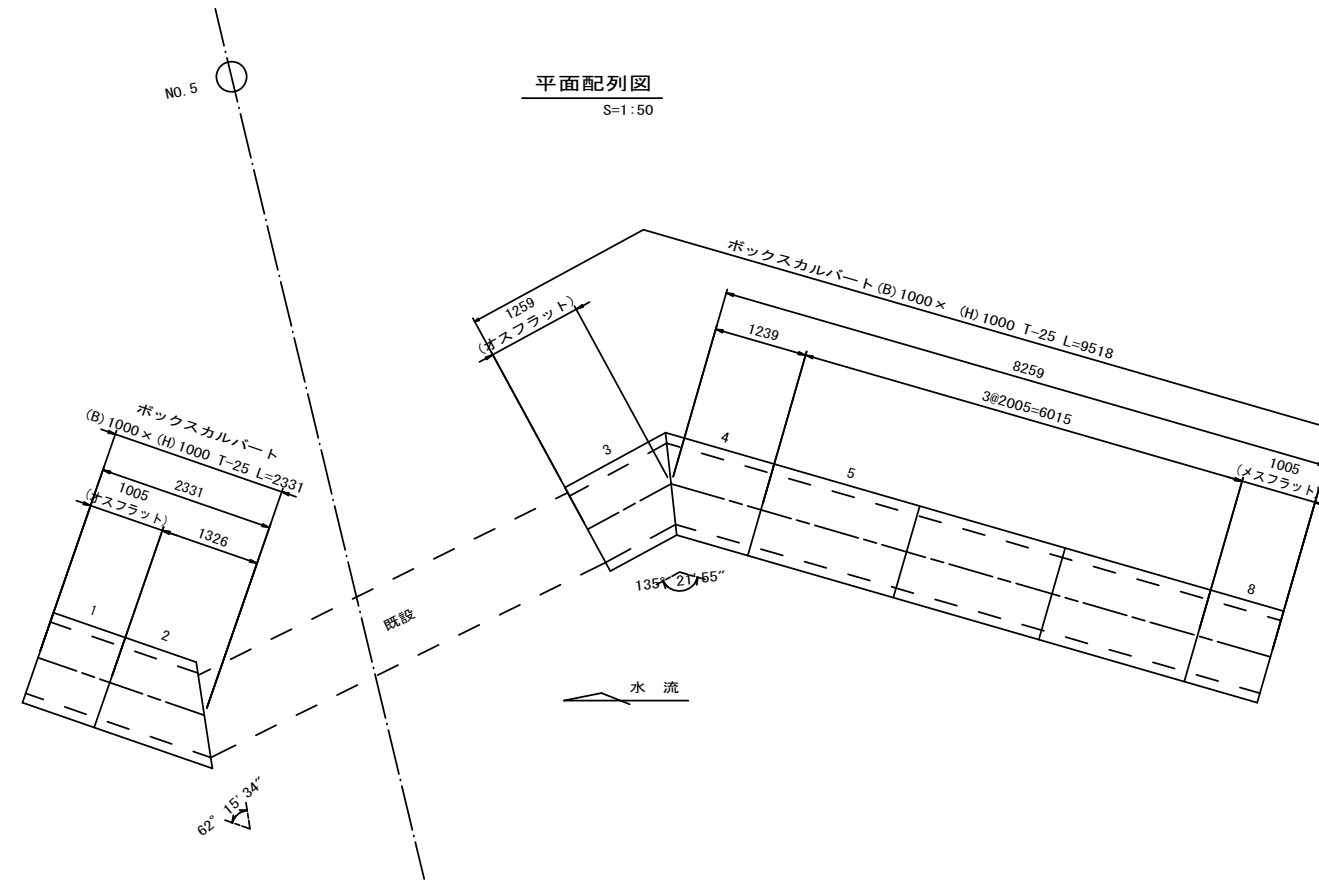 平面配列図
S=1:50
NO.5
ボックスカルバート(B)1000× (H)1000 T-25 L=9518
8259
1239
3@2005=6015
1005
(メスフラット)
1259
(オスフラット)
3
4
5
8
135° 21′55″
ボックスカルバート
(B)1000×(H)1000 T-25 L=2331
2331
1005
(オスフラット)
1326
1
2
既設
水 流
62° 15′34″